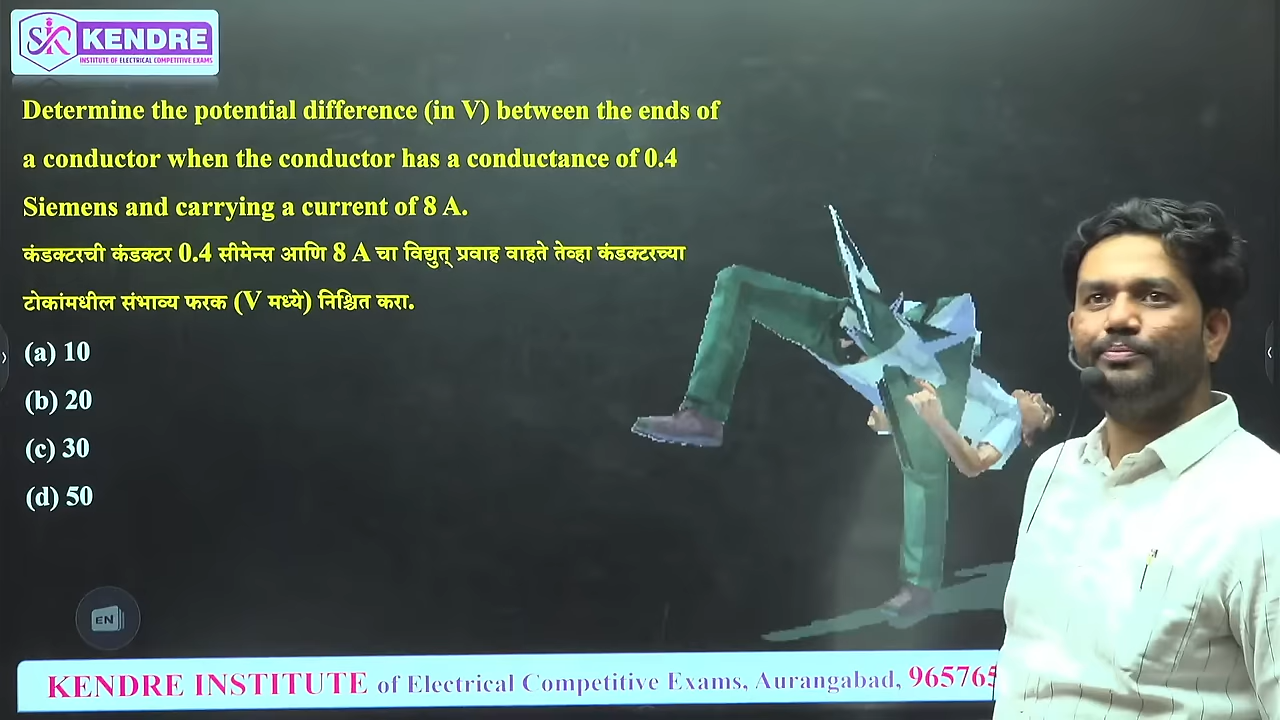 SKR KENDRE
INSTITUTE OF ELECTRICAL COMPETITIVE EXAMS
Determine the potential difference (in V) between the ends of
a conductor when the conductor has a conductance of 0.4
Siemens and carrying a current of 8 A.
कंडक्टरची कंडक्टर 0.4 सीमेन्स आणि 8 A चा विद्युत् प्रवाह वाहते तेव्हा कंडक्टरच्या
टोकांमधील संभाव्य फरक (V मध्ये) निश्चित करा.
(a) 10
(b) 20
(c) 30
(d) 50
EN
KENDRE INSTITUTE of Electrical Competitive Exams, Aurangabad, 965765